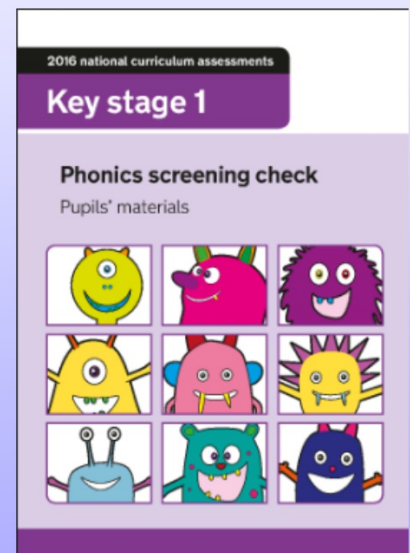 2016 national curriculum assessments
Key stage 1
Phonics screening check
Pupils' materials